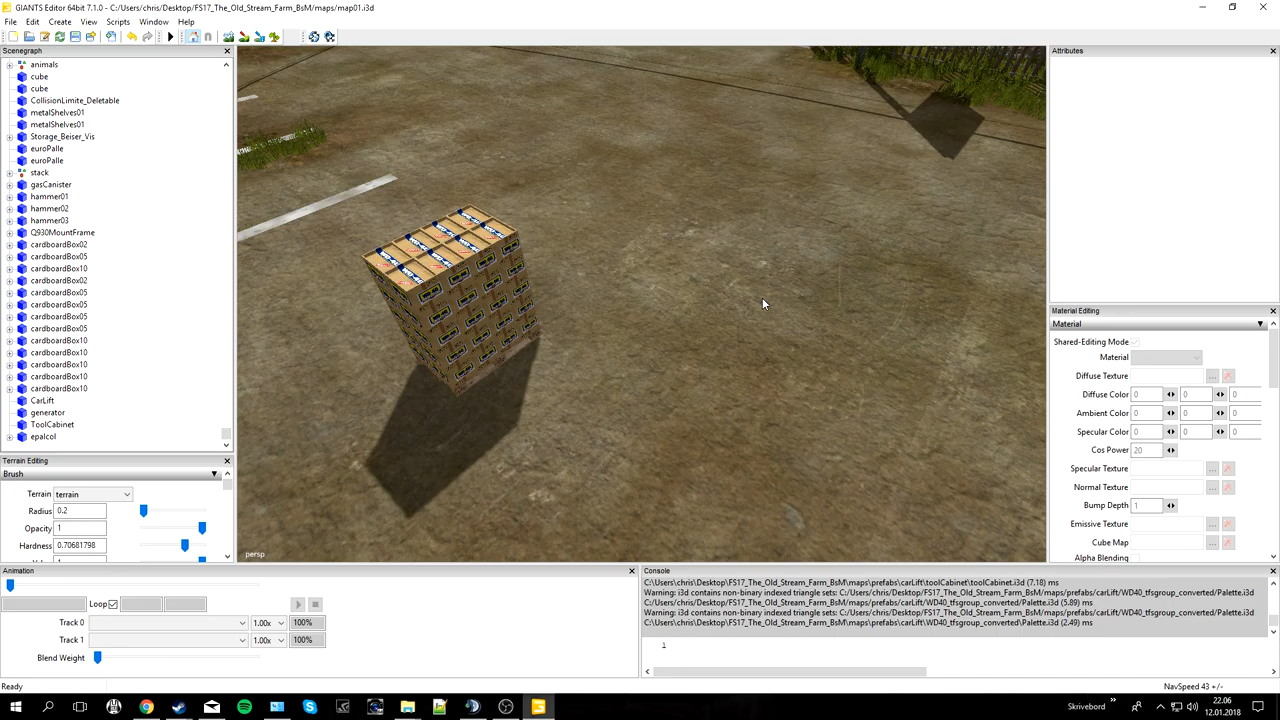 GIANTS Editor 64bit 7.1.0 - C:/Users/chris/Desktop/FS17_The_Old_Stream_Farm_BsM/maps/map01.i3d
File Edit Create View Scripts Window Help
Scenegraph
animals
cube
cube
CollisionLimite_Deletable
metalShelves01
metalShelves01
Storage_Beiser_Vis
euroPalle
euroPalle
stack
gasCanister
hammer01
hammer02
hammer03
Q930MountFrame
cardboardBox02
cardboardBox05
cardboardBox10
cardboardBox02
cardboardBox05
cardboardBox05
cardboardBox05
cardboardBox05
cardboardBox10
cardboardBox10
cardboardBox10
cardboardBox10
cardboardBox10
CarLift
generator
ToolCabinet
epalcol
Terrain Editing
Brush
Terrain terrain
Radius 0.2
Opacity 1
Hardness 0.70681798
persp
Attributes
Material Editing
Material
Shared-Editing Mode
Material
Diffuse Texture ...
Diffuse Color 0 0 0
Ambient Color 0 0 0
Specular Color 0 0 0
Cos Power 20
Specular Texture ...
Normal Texture ...
Bump Depth 1
Emissive Texture ...
Cube Map ...
Alpha Blending
Animation
Loop
Track 0 1.00x 100%
Track 1 1.00x 100%
Blend Weight
Console
C:\Users\chris\Desktop\FS17_The_Old_Stream_Farm_BsM\maps\prefabs\carLift\toolCabinet\toolCabinet.i3d (7.18) ms
Warning: i3d contains non-binary indexed triangle sets: C:/Users/chris/Desktop/FS17_The_Old_Stream_Farm_BsM/maps/prefabs/carLift/WD40_tfsgroup_converted/Palette.i3d
C:/Users/chris/Desktop/FS17_The_Old_Stream_Farm_BsM/maps/prefabs/carLift/WD40_tfsgroup_converted/Palette.i3d (5.89) ms
Warning: i3d contains non-binary indexed triangle sets: C:/Users/chris/Desktop/FS17_The_Old_Stream_Farm_BsM/maps/prefabs/carLift/WD40_tfsgroup_converted/Palette.i3d
C:\Users\chris\Desktop\FS17_The_Old_Stream_Farm_BsM\maps\prefabs\carLift\WD40_tfsgroup_converted\Palette.i3d (2.49) ms
1
Ready
NavSpeed 43 +/-
Skrivebord
22.06
12.01.2018